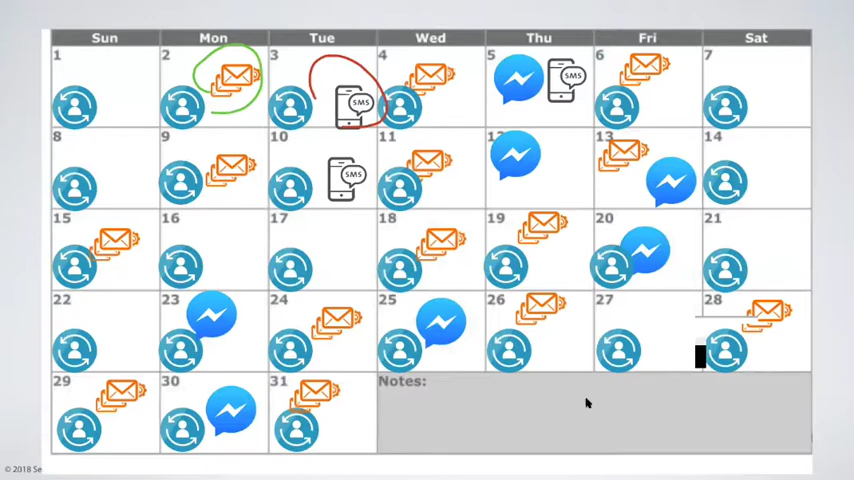 Sun Mon Tue Wed Thu Fri Sat
1 2 3 4 5 6 7
SMS SMS
8 9 10 11 12 13 14
SMS
15 16 17 18 19 20 21
22 23 24 25 26 27 28
29 30 31 Notes:
© 2018 Se